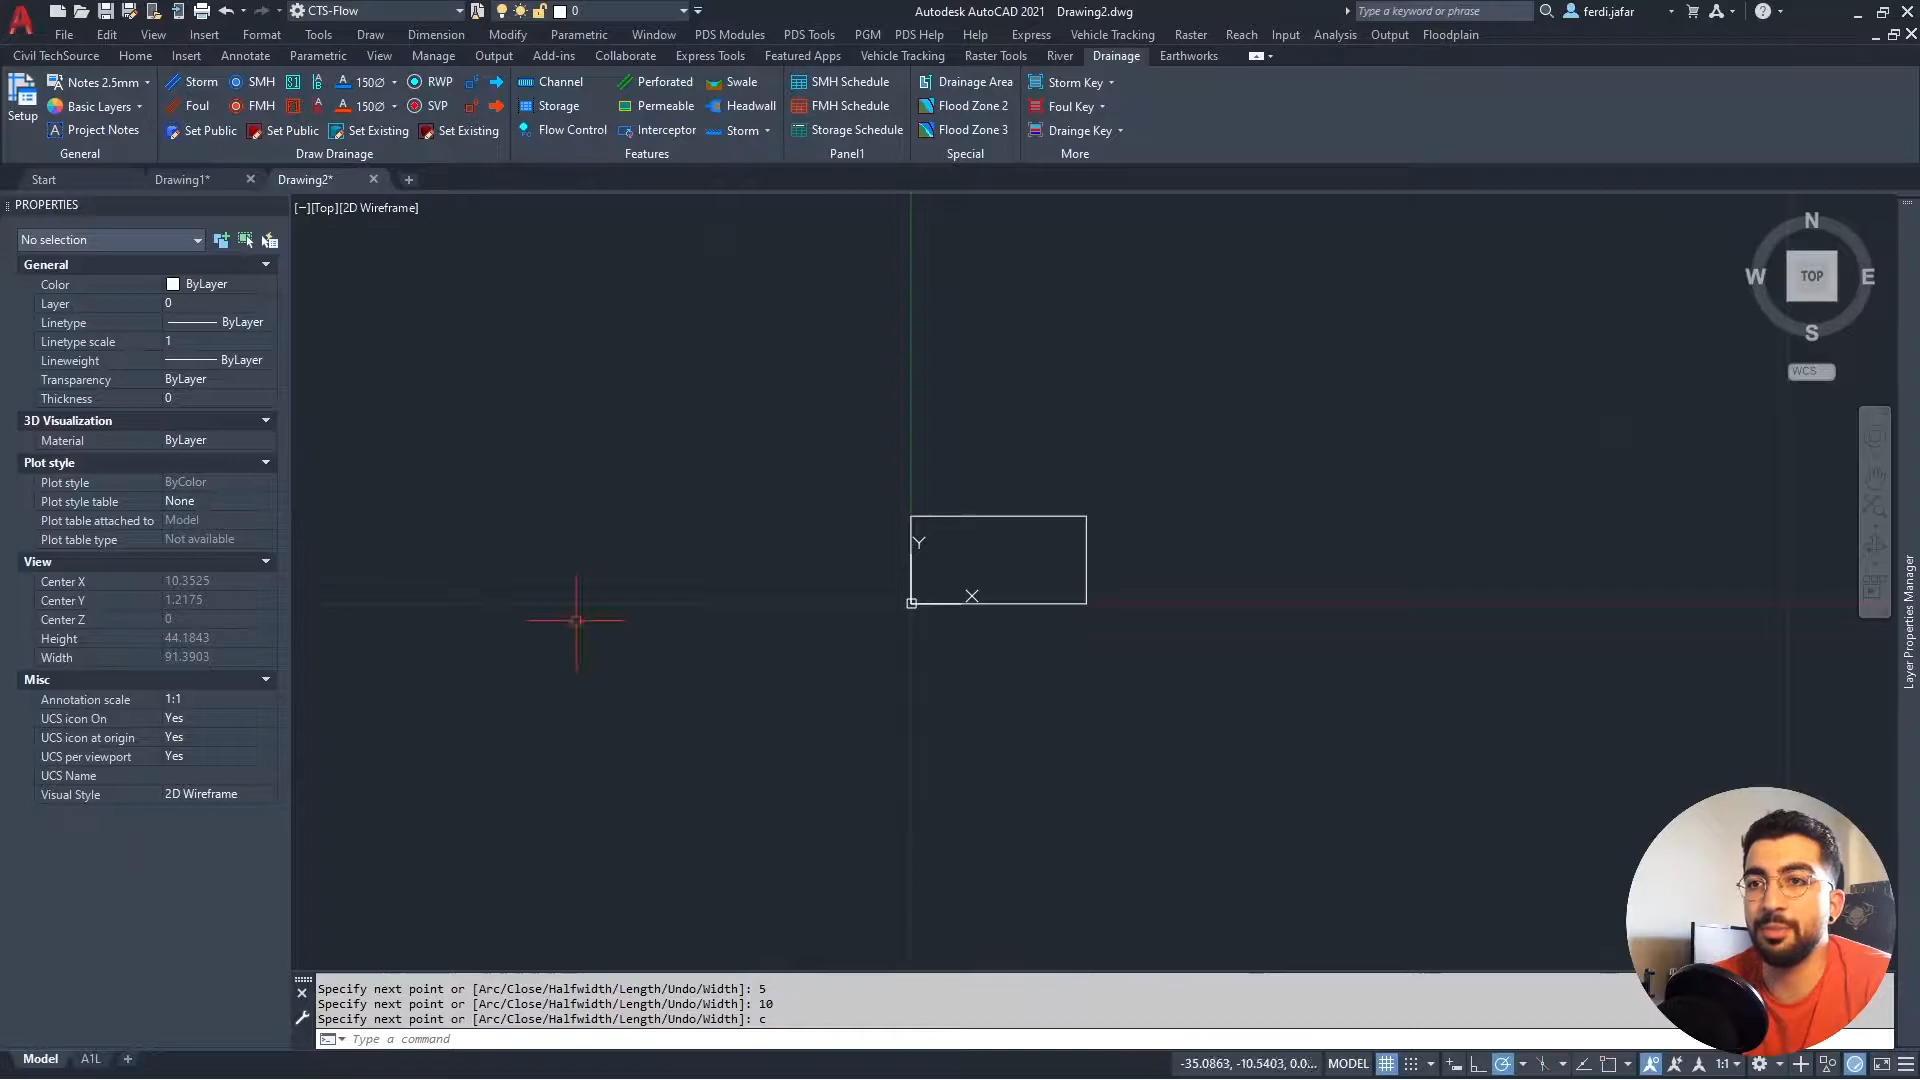 CTS-Flow 0 Autodesk AutoCAD 2021 Drawing2.dwg Type a keyword or phrase ferdi.jafar
File Edit View Insert Format Tools Draw Dimension Modify Parametric Window PDS Modules PDS Tools PGM PDS Help Help Express Vehicle Tracking Raster Reach Input Analysis Output Floodplain
Civil TechSource Home Insert Annotate Parametric View Manage Output Add-ins Collaborate Express Tools Featured Apps Vehicle Tracking Raster Tools River Drainage Earthworks
Notes 2.5mm Storm SMH 150∅ RWP Channel Perforated Swale SMH Schedule Drainage Area Storm Key
Setup Basic Layers Foul FMH 150∅ SVP Storage Permeable Headwall FMH Schedule Flood Zone 2 Foul Key
Project Notes Set Public Set Public Set Existing Set Existing Flow Control Interceptor Storm Storage Schedule Flood Zone 3 Drainge Key
General Draw Drainage Features Panel1 Special More
Start Drawing1* Drawing2*
PROPERTIES
[−][Top][2D Wireframe]
No selection
General
Color ByLayer
Layer 0
Linetype ByLayer
Linetype scale 1
Lineweight ByLayer
Transparency ByLayer
Thickness 0
3D Visualization
Material ByLayer
Plot style
Plot style ByColor
Plot style table None
Plot table attached to Model
Plot table type Not available
View
Center X 10.3525
Center Y 1.2175
Center Z 0
Height 44.1843
Width 91.3903
Misc
Annotation scale 1:1
UCS icon On Yes
UCS icon at origin Yes
UCS per viewport Yes
UCS Name
Visual Style 2D Wireframe
N
W TOP E
S
WCS
Y
X
Layer Properties Manager
Specify next point or [Arc/Close/Halfwidth/Length/Undo/Width]: 5
Specify next point or [Arc/Close/Halfwidth/Length/Undo/Width]: 10
Specify next point or [Arc/Close/Halfwidth/Length/Undo/Width]: c
Type a command
Model A1L
-35.0863, -10.5403, 0.0... MODEL 1:1